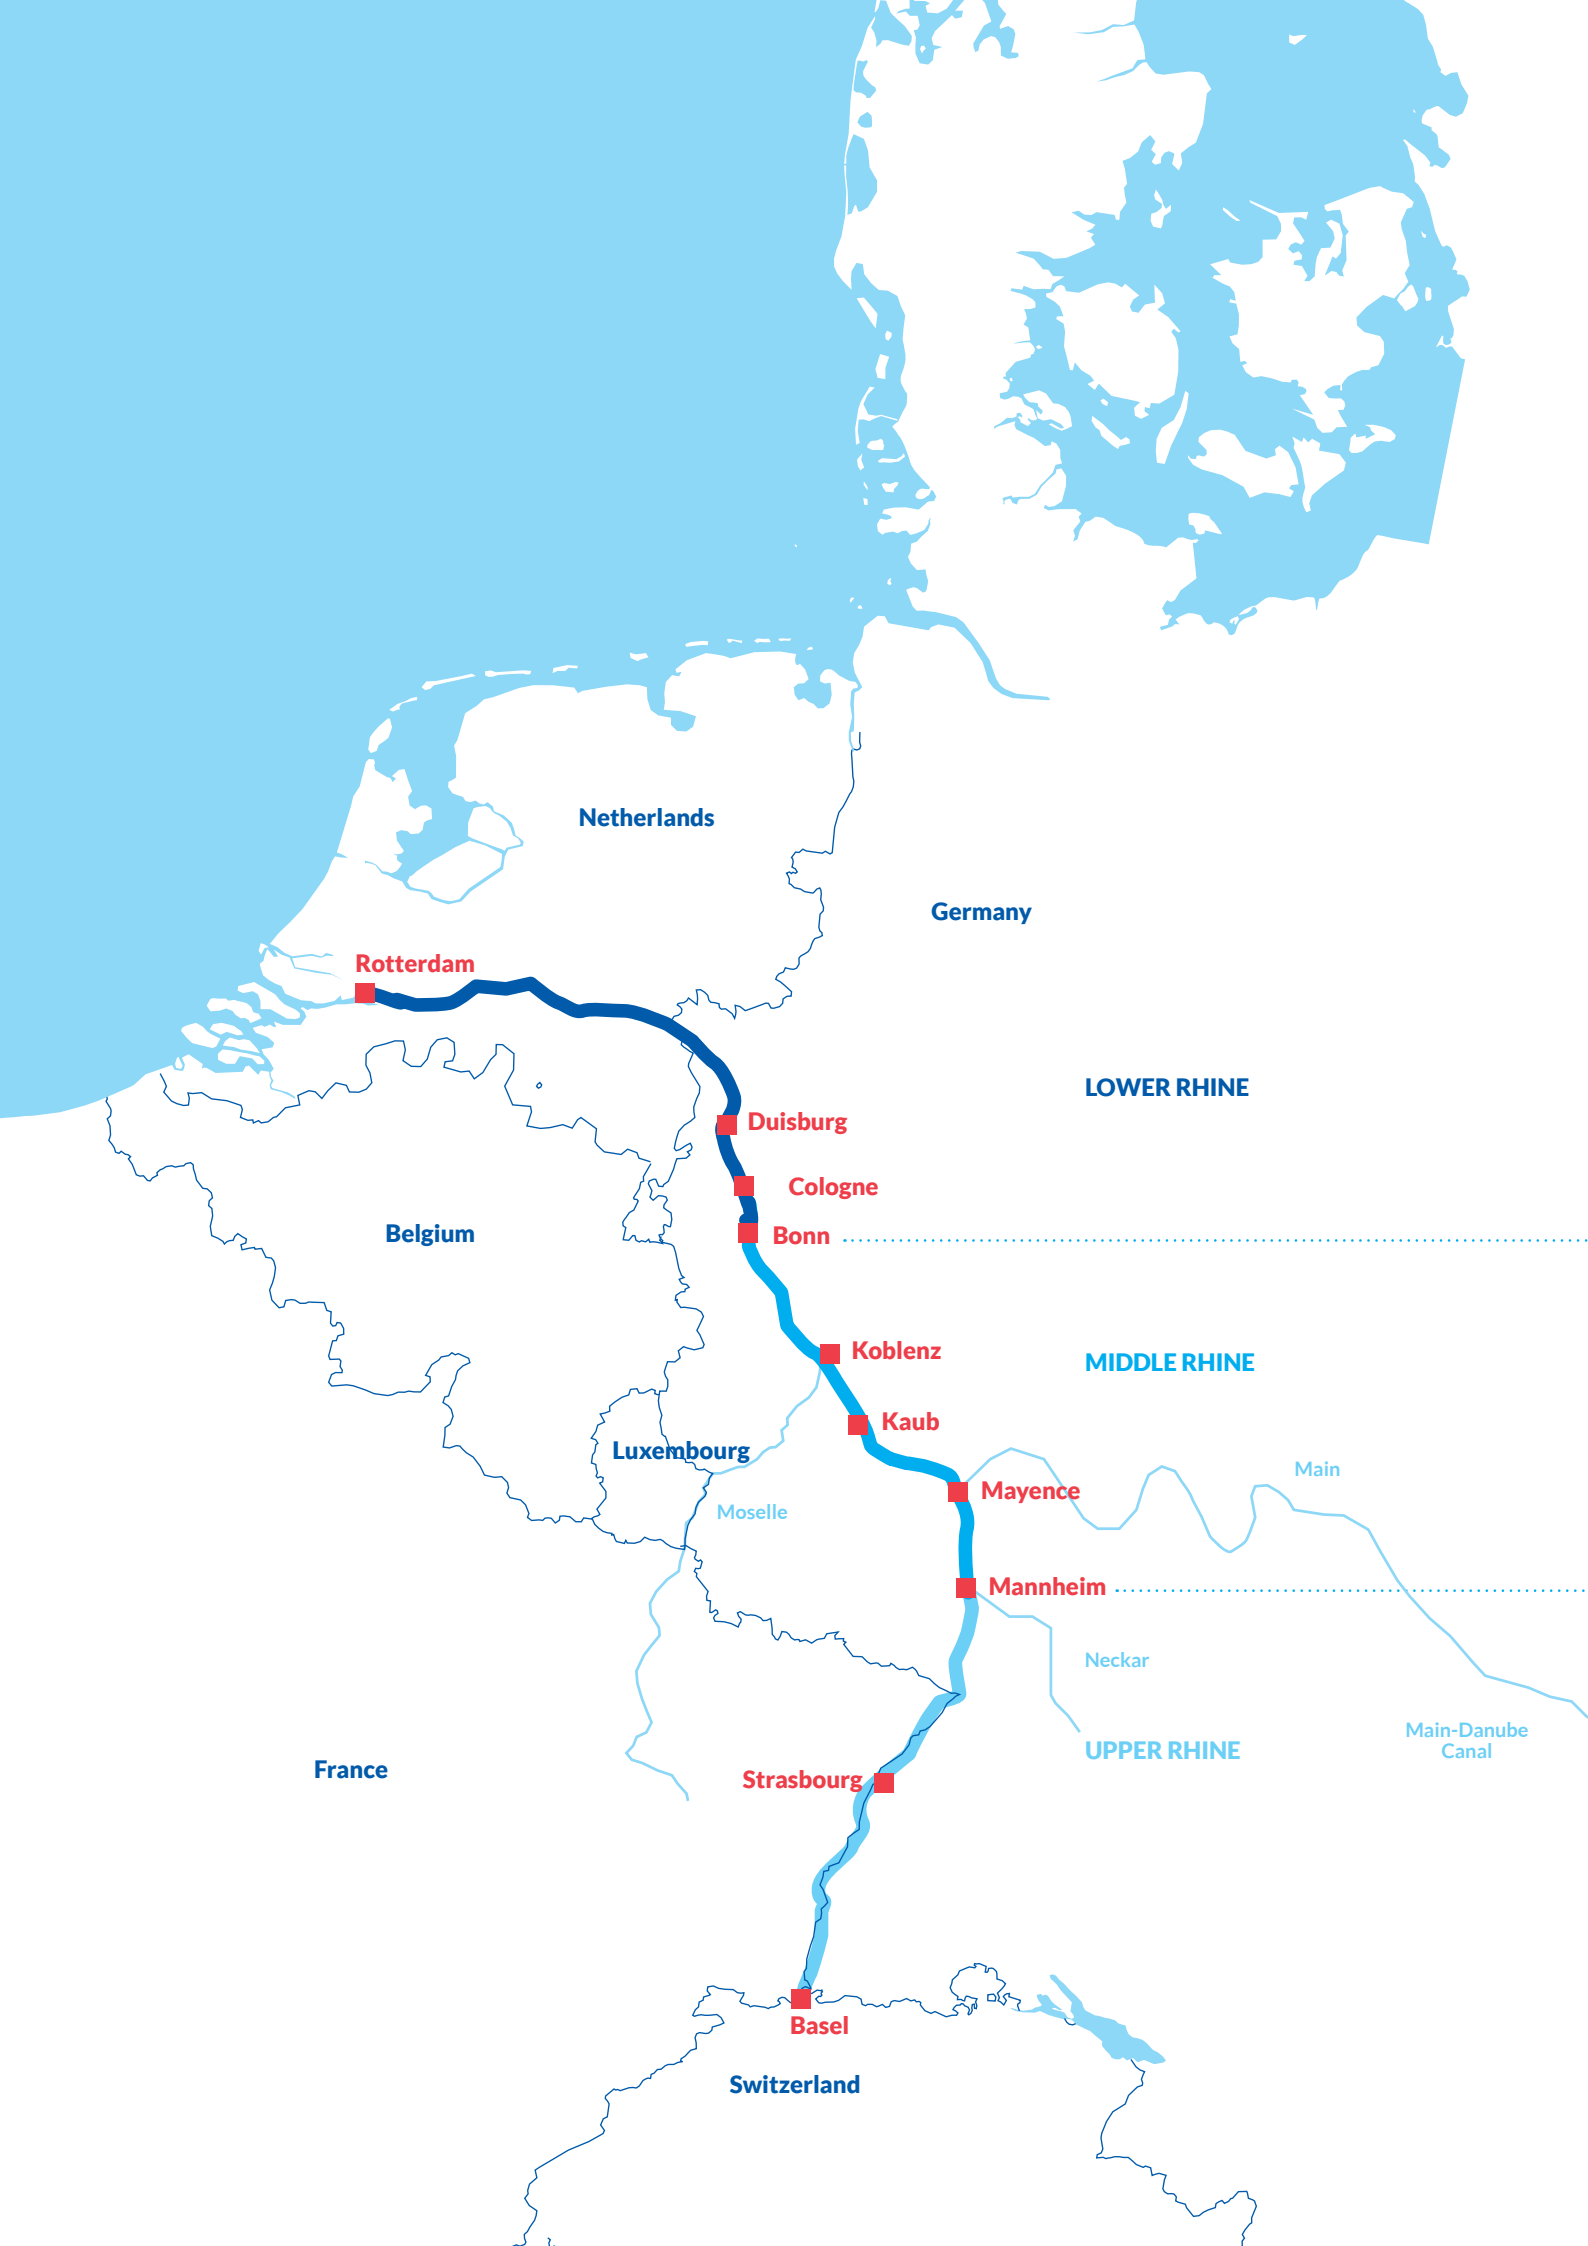 Netherlands
Germany
Rotterdam
LOWER RHINE
Duisburg
Cologne
Belgium
Bonn
Koblenz
MIDDLE RHINE
Kaub
Luxembourg
Main
Mayence
Moselle
Mannheim
Neckar
Main-Danube
Canal
UPPER RHINE
France
Strasbourg
Basel
Switzerland